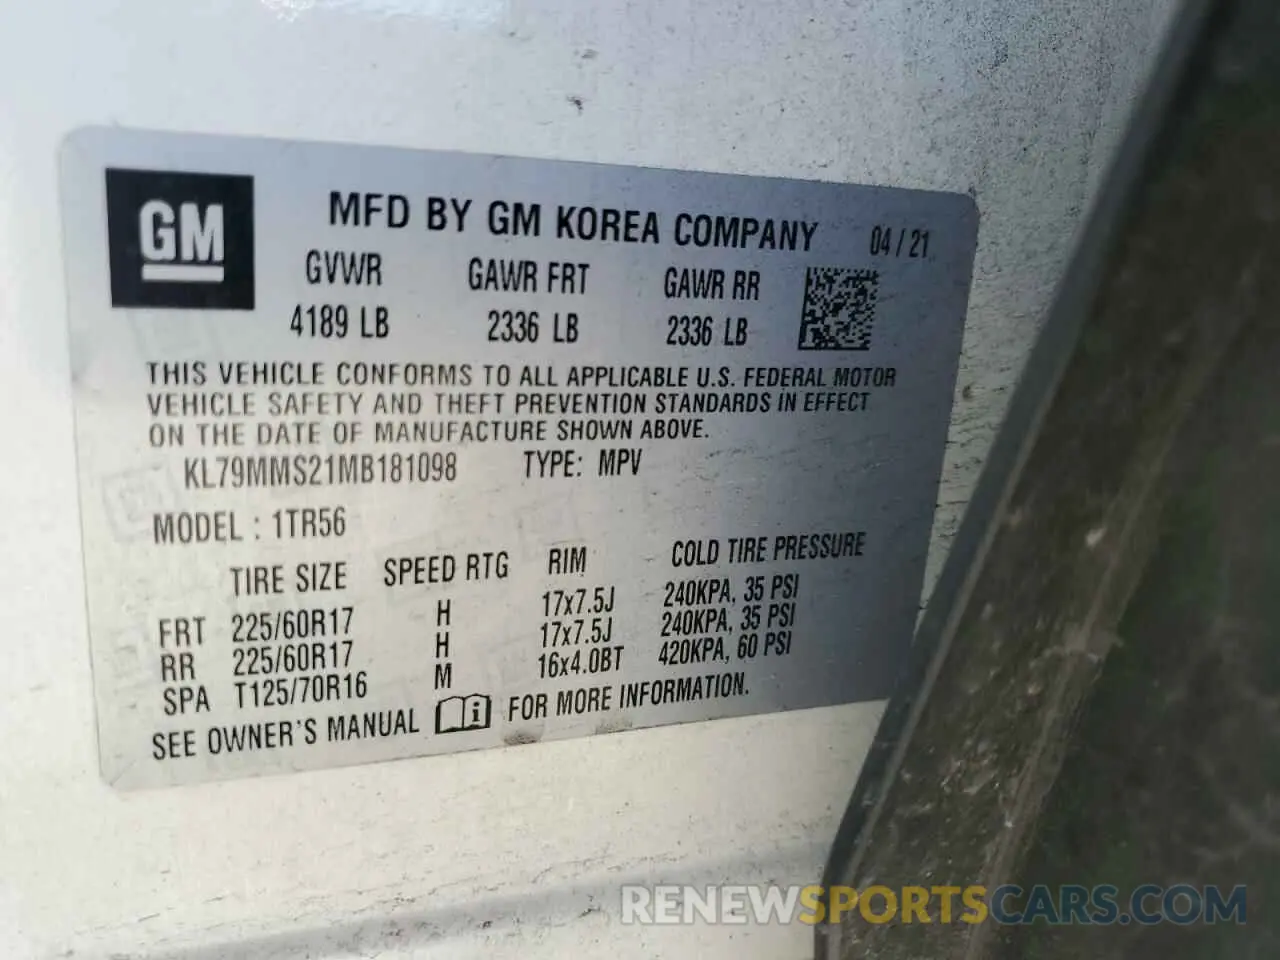 GM
MFD BY GM KOREA COMPANY 04/21
GVWR GAWR FRT GAWR RR
4189 LB 2336 LB 2336 LB
THIS VEHICLE CONFORMS TO ALL APPLICABLE U.S. FEDERAL MOTOR
VEHICLE SAFETY AND THEFT PREVENTION STANDARDS IN EFFECT
ON THE DATE OF MANUFACTURE SHOWN ABOVE.
KL79MMS21MB181098 TYPE: MPV
MODEL : 1TR56
TIRE SIZE SPEED RTG RIM COLD TIRE PRESSURE
FRT 225/60R17 H 17x7.5J 240KPA, 35 PSI
RR 225/60R17 H 17x7.5J 240KPA, 35 PSI
SPA T125/70R16 M 16x4.0BT 420KPA, 60 PSI
SEE OWNER'S MANUAL i FOR MORE INFORMATION.
RENEWSPORTSCARS.COM